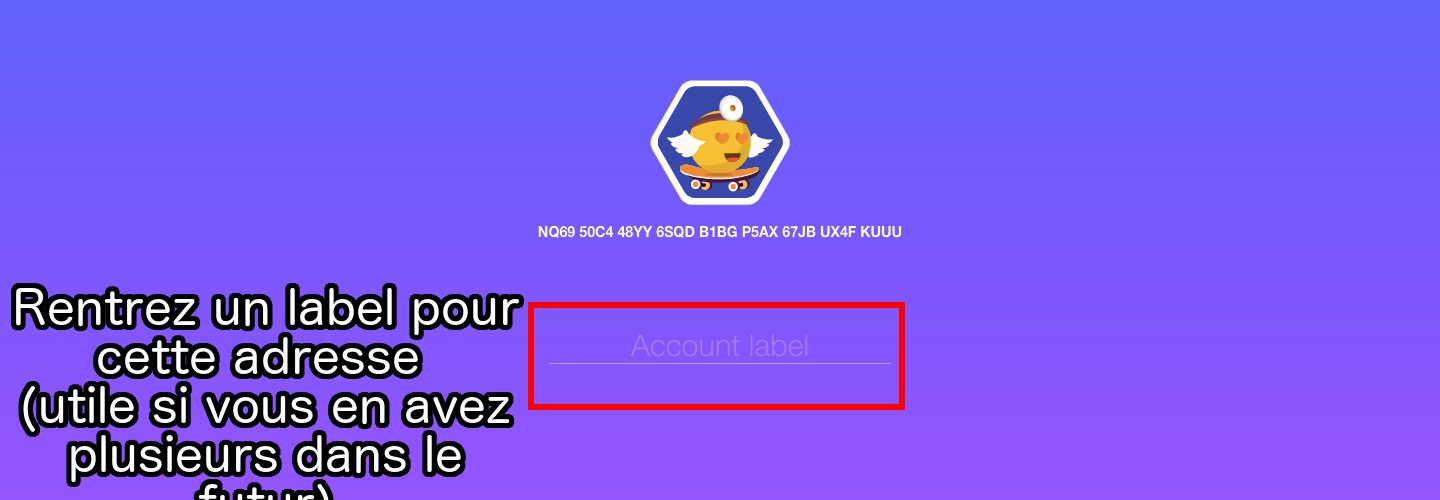 NQ69 50C4 48YY 6SQD B1BG P5AX 67JB UX4F KUUU
Account label
Rentrez un label pour
cette adresse
(utile si vous en avez
plusieurs dans le
futur)